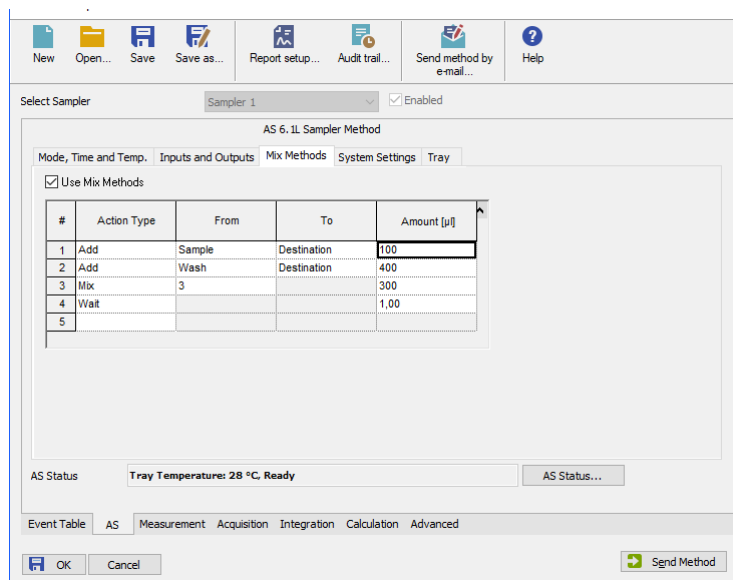 New Open... Save Save as... Report setup... Audit trail... Send method by e-mail... Help
Select Sampler Sampler 1 Enabled
AS 6.1L Sampler Method
Mode, Time and Temp. Inputs and Outputs Mix Methods System Settings Tray
Use Mix Methods
# Action Type From To Amount [µl]
1 Add Sample Destination 100
2 Add Wash Destination 400
3 Mix 3 300
4 Wait 1,00
5
AS Status Tray Temperature: 28 °C, Ready AS Status...
Event Table AS Measurement Acquisition Integration Calculation Advanced
OK Cancel Send Method